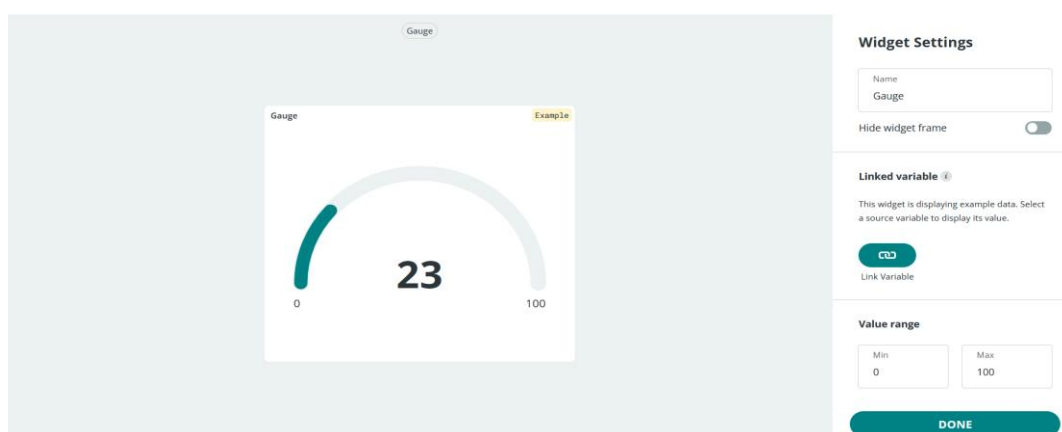 Gauge
Gauge
Example
23
0
100
Widget Settings
Name
Gauge
Hide widget frame
Linked variable i
This widget is displaying example data. Select
a source variable to display its value.
Link Variable
Value range
Min
0
Max
100
DONE